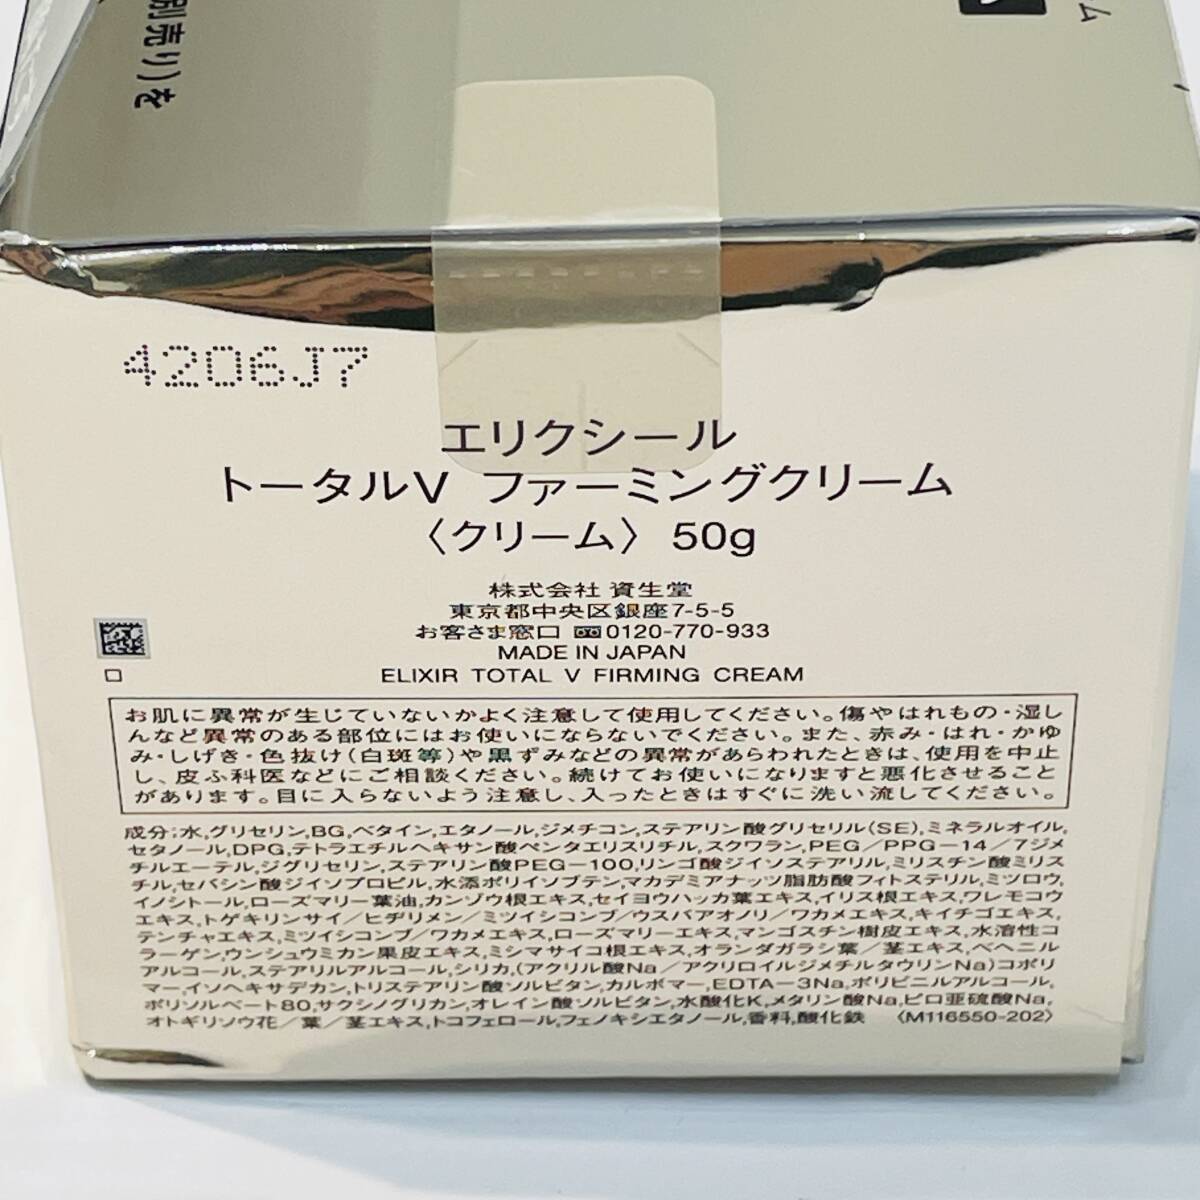 別売り)を
ム
4206J7
エリクシール
トータルV ファーミングクリーム
〈クリーム〉 50g
株式会社 資生堂
東京都中央区銀座7-5-5
お客さま窓口 0120-770-933
MADE IN JAPAN
ELIXIR TOTAL V FIRMING CREAM
お肌に異常が生じていないかよく注意して使用してください。傷やはれもの・湿し
んなど異常のある部位にはお使いにならないでください。また、赤み・はれ・かゆ
み・しげき・色抜け(白斑等)や黒ずみなどの異常があらわれたときは、使用を中止
し、皮ふ科医などにご相談ください。続けてお使いになりますと悪化させること
があります。目に入らないよう注意し、入ったときはすぐに洗い流してください。
成分:水,グリセリン,BG,ベタイン,エタノール,ジメチコン,ステアリン酸グリセリル(SE),ミネラルオイル,
セタノール,DPG,テトラエチルヘキサン酸ペンタエリスリチル,スクワラン,PEG/PPG-14/7ジメ
チルエーテル,ジグリセリン,ステアリン酸PEG-100,リンゴ酸ジイソステアリル,ミリスチン酸ミリス
チル,セバシン酸ジイソプロピル,水添ポリイソブテン,マカデミアナッツ脂肪酸フィトステリル,ミツロウ,
イノシトール,ローズマリー葉油,カンゾウ根エキス,セイヨウハッカ葉エキス,イリス根エキス,ワレモコウ
エキス,トゲキリンサイ/ヒヂリメン/ミツイシコンブ/ウスバアオノリ/ワカメエキス,キイチゴエキス,
テンチャエキス,ミツイシコンブ/ワカメエキス,ローズマリーエキス,マンゴスチン樹皮エキス,水溶性コ
ラーゲン,ウンシュウミカン果皮エキス,ミシマサイコ根エキス,オランダガラシ葉/茎エキス,ベヘニル
アルコール,ステアリルアルコール,シリカ,(アクリル酸Na/アクリロイルジメチルタウリンNa)コポリ
マー,イソヘキサデカン,トリステアリン酸ソルビタン,カルボマー,EDTA-3Na,ポリビニルアルコール,
ポリソルベート80,サクシノグリカン,オレイン酸ソルビタン,水酸化K,メタリン酸Na,ピロ亜硫酸Na,
オトギリソウ花/葉/茎エキス,トコフェロール,フェノキシエタノール,香料,酸化鉄 〈M116550-202〉